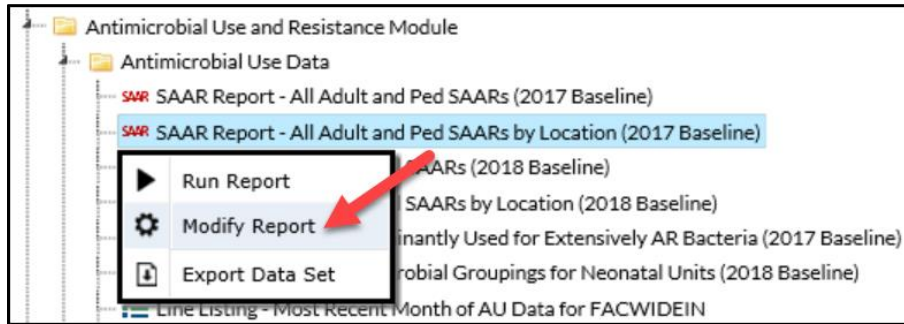 Antimicrobial Use and Resistance Module
Antimicrobial Use Data
SAAR SAAR Report - All Adult and Ped SAARs (2017 Baseline)
SAAR SAAR Report - All Adult and Ped SAARs by Location (2017 Baseline)
SAARs (2018 Baseline)
Run Report
SAARs by Location (2018 Baseline)
Modify Report
inantly Used for Extensively AR Bacteria (2017 Baseline)
Export Data Set
robial Groupings for Neonatal Units (2018 Baseline)
Line Listing - Most Recent Month of AU Data for FACWIDEIN